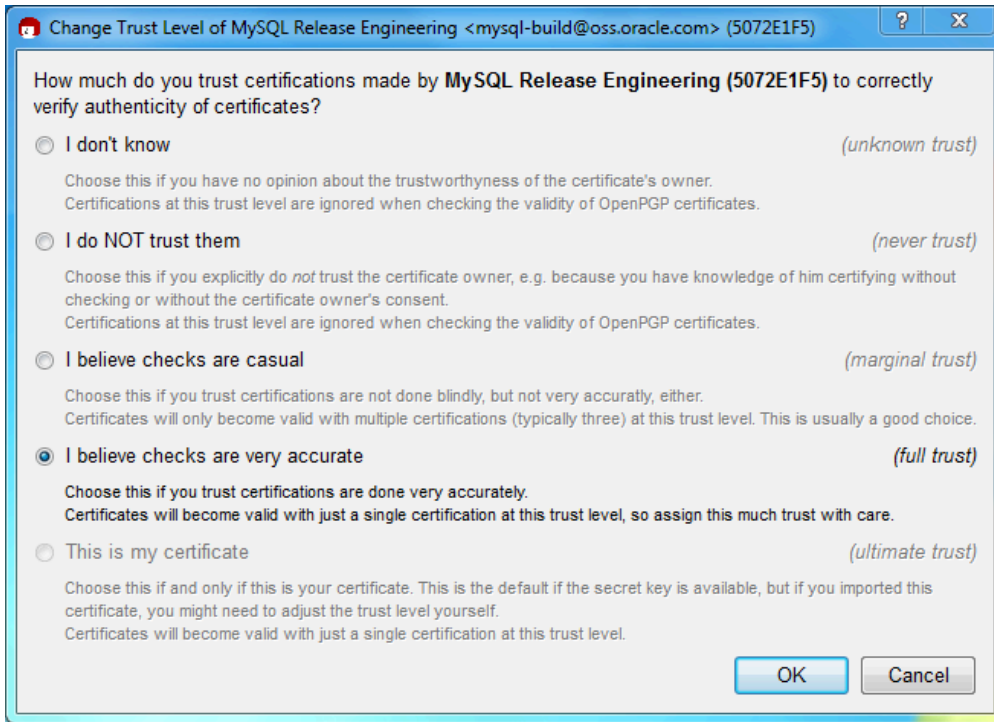 Change Trust Level of MySQL Release Engineering <mysql-build@oss.oracle.com> (5072E1F5)
? X
How much do you trust certifications made by MySQL Release Engineering (5072E1F5) to correctly
verify authenticity of certificates?
I don't know (unknown trust)
Choose this if you have no opinion about the trustworthyness of the certificate's owner.
Certifications at this trust level are ignored when checking the validity of OpenPGP certificates.
I do NOT trust them (never trust)
Choose this if you explicitly do not trust the certificate owner, e.g. because you have knowledge of him certifying without
checking or without the certificate owner's consent.
Certifications at this trust level are ignored when checking the validity of OpenPGP certificates.
I believe checks are casual (marginal trust)
Choose this if you trust certifications are not done blindly, but not very accuratly, either.
Certificates will only become valid with multiple certifications (typically three) at this trust level. This is usually a good choice.
I believe checks are very accurate (full trust)
Choose this if you trust certifications are done very accurately.
Certificates will become valid with just a single certification at this trust level, so assign this much trust with care.
This is my certificate (ultimate trust)
Choose this if and only if this is your certificate. This is the default if the secret key is available, but if you imported this
certificate, you might need to adjust the trust level yourself.
Certificates will become valid with just a single certification at this trust level.
OK Cancel